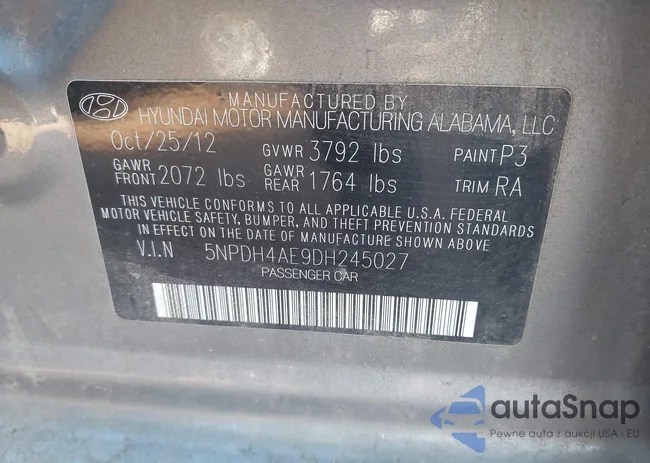 MANUFACTURED BY
HYUNDAI MOTOR MANUFACTURING ALABAMA, LLC
Oct/25/12 GVWR 3792 lbs PAINT P3
GAWR FRONT 2072 lbs GAWR REAR 1764 lbs TRIM RA
THIS VEHICLE CONFORMS TO ALL APPLICABLE U.S.A. FEDERAL
MOTOR VEHICLE SAFETY, BUMPER, AND THEFT PREVENTION STANDARDS
IN EFFECT ON THE DATE OF MANUFACTURE SHOWN ABOVE
V.I.N 5NPDH4AE9DH245027
PASSENGER CAR
autoSnap
Pewne auto z aukcji USA i EU